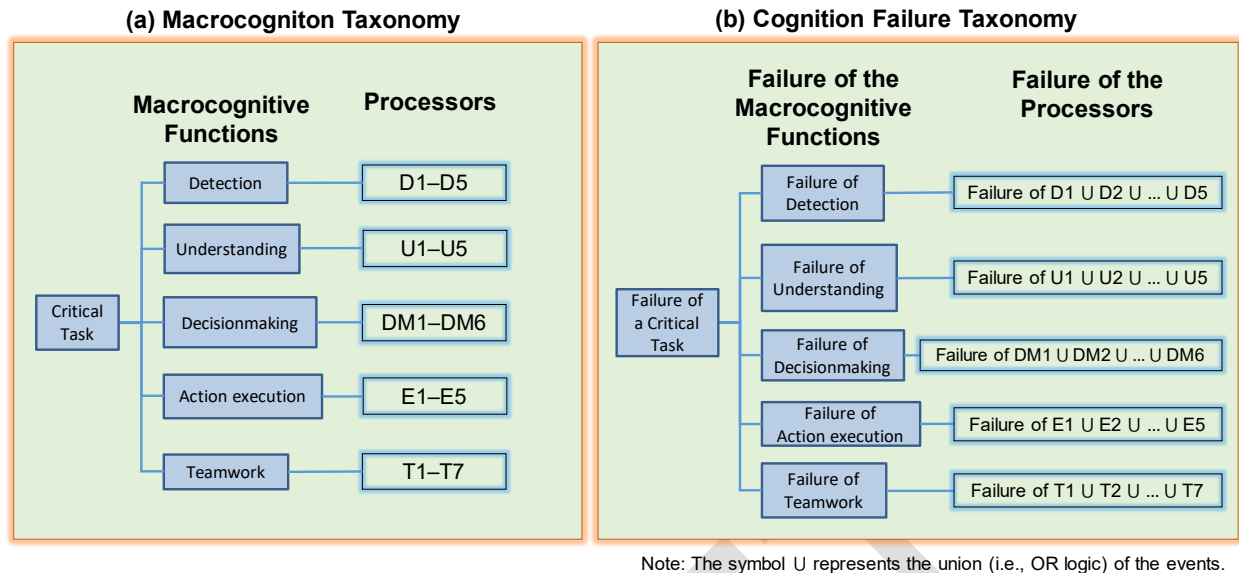 (a) Macrocogniton Taxonomy
Macrocognitive
Functions
Processors
Critical
Task
Detection
D1–D5
Understanding
U1–U5
Decisionmaking
DM1–DM6
Action execution
E1–E5
Teamwork
T1–T7
(b) Cognition Failure Taxonomy
Failure of the
Macrocognitive
Functions
Failure of the
Processors
Failure of
a Critical
Task
Failure of
Detection
Failure of D1 ∪ D2 ∪ ... ∪ D5
Failure of
Understanding
Failure of U1 ∪ U2 ∪ ... ∪ U5
Failure of
Decisionmaking
Failure of DM1 ∪ DM2 ∪ ... ∪ DM6
Failure of
Action execution
Failure of E1 ∪ E2 ∪ ... ∪ E5
Failure of
Teamwork
Failure of T1 ∪ T2 ∪ ... ∪ T7
Note: The symbol ∪ represents the union (i.e., OR logic) of the events.